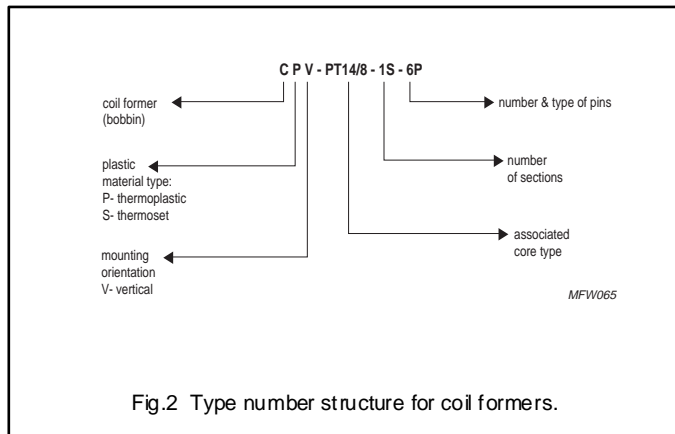 C P V - PT14/8 - 1S - 6P
coil former
(bobbin)
number & type of pins
plastic
material type:
P- thermoplastic
S- thermoset
number
of sections
associated
core type
mounting
orientation
V- vertical
MFW065
Fig.2 Type number structure for coil formers.